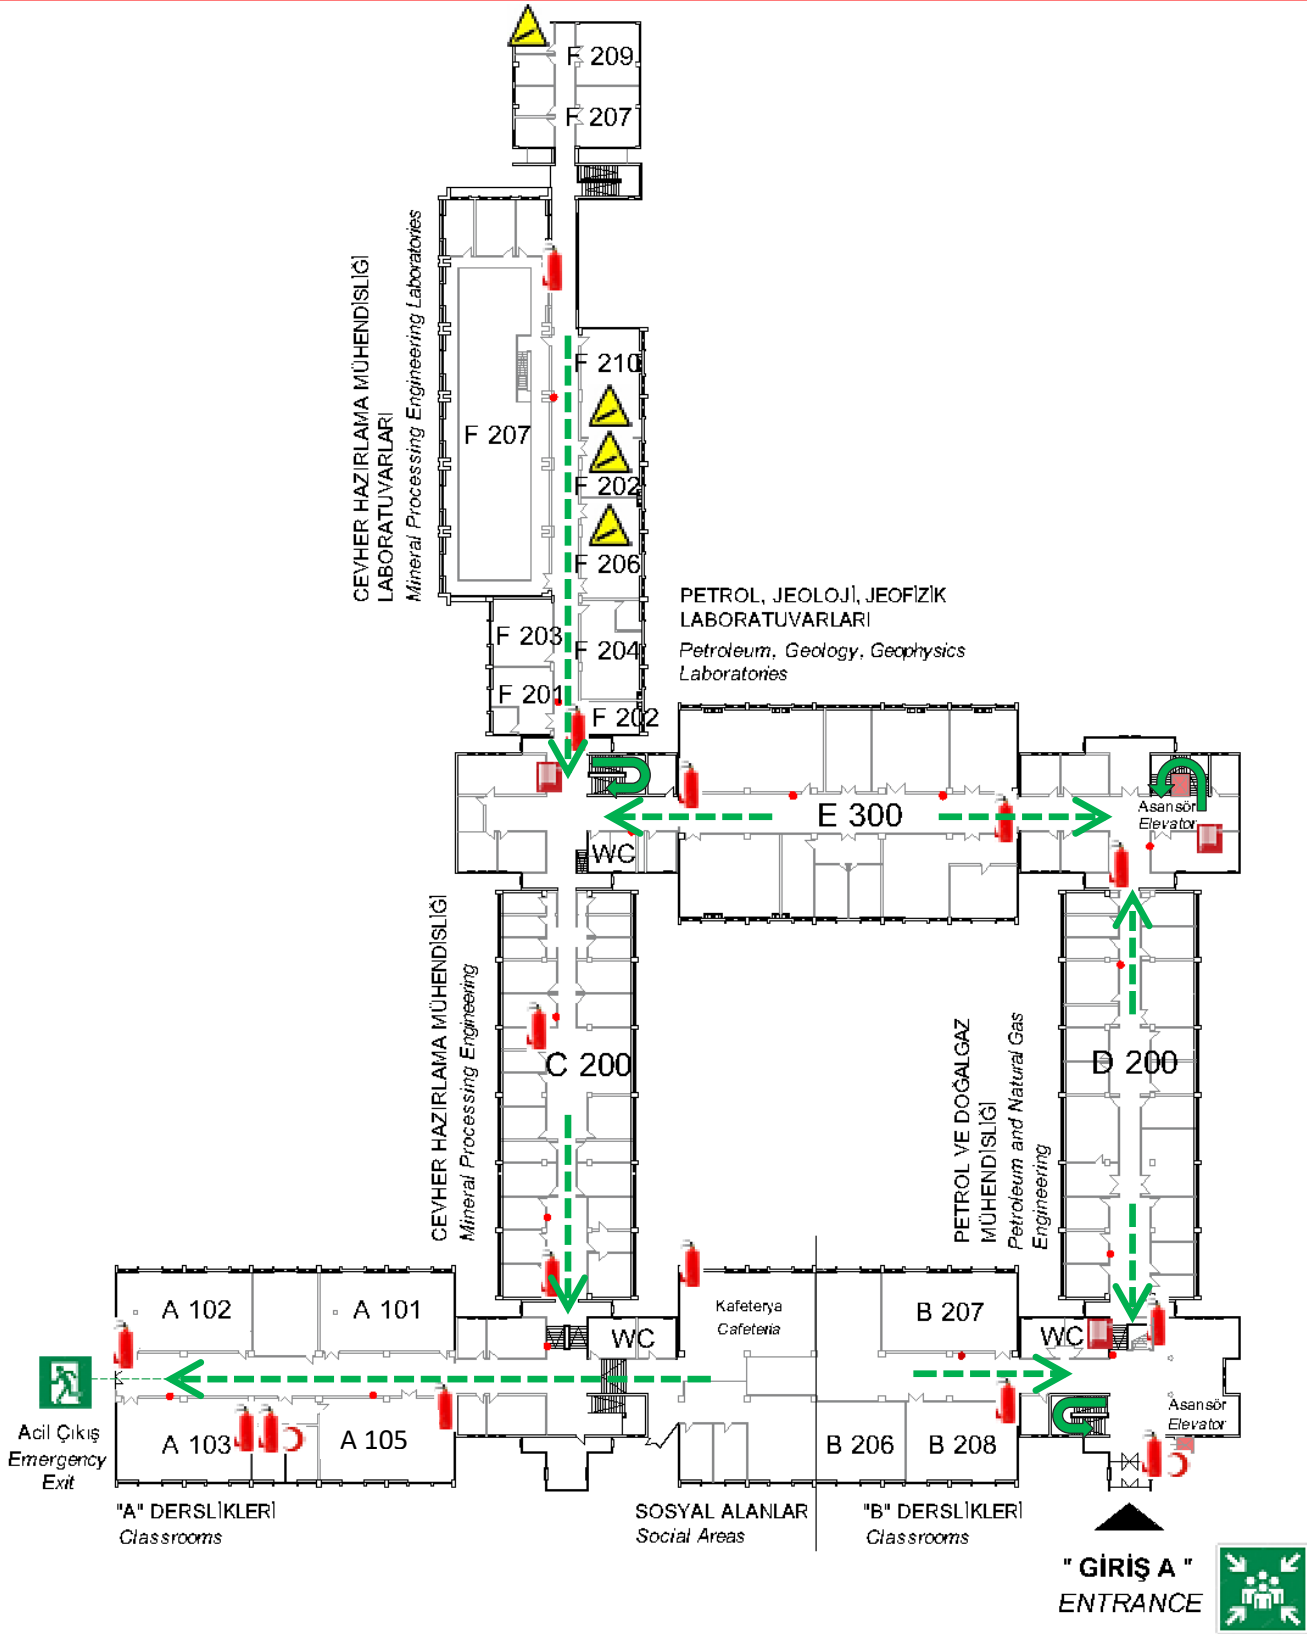 F 209
F 207
CEVHER HAZIRLAMA MÜHENDİSLİĞİ
LABORATUVARLARI
Mineral Processing Engineering Laboratories
F 210
F 207
F 202
F 206
F 203
F 204
F 201
F 202
PETROL, JEOLOJİ, JEOFİZİK
LABORATUVARLARI
Petroleum, Geology, Geophysics
Laboratories
E 300
Asansör
Elevator
WC
CEVHER HAZIRLAMA MÜHENDİSLİĞİ
Mineral Processing Engineering
C 200
PETROL VE DOĞALGAZ
MÜHENDİSLİĞİ
Petroleum and Natural Gas
Engineering
D 200
A 102
A 101
WC
Kafeterya
Cafeteria
B 207
WC
Acil Çıkış
Emergency
Exit
A 103
A 105
B 206
B 208
Asansör
Elevator
"A" DERSLİKLERİ
Classrooms
SOSYAL ALANLAR
Social Areas
"B" DERSLİKLERİ
Classrooms
" GİRİŞ A "
ENTRANCE